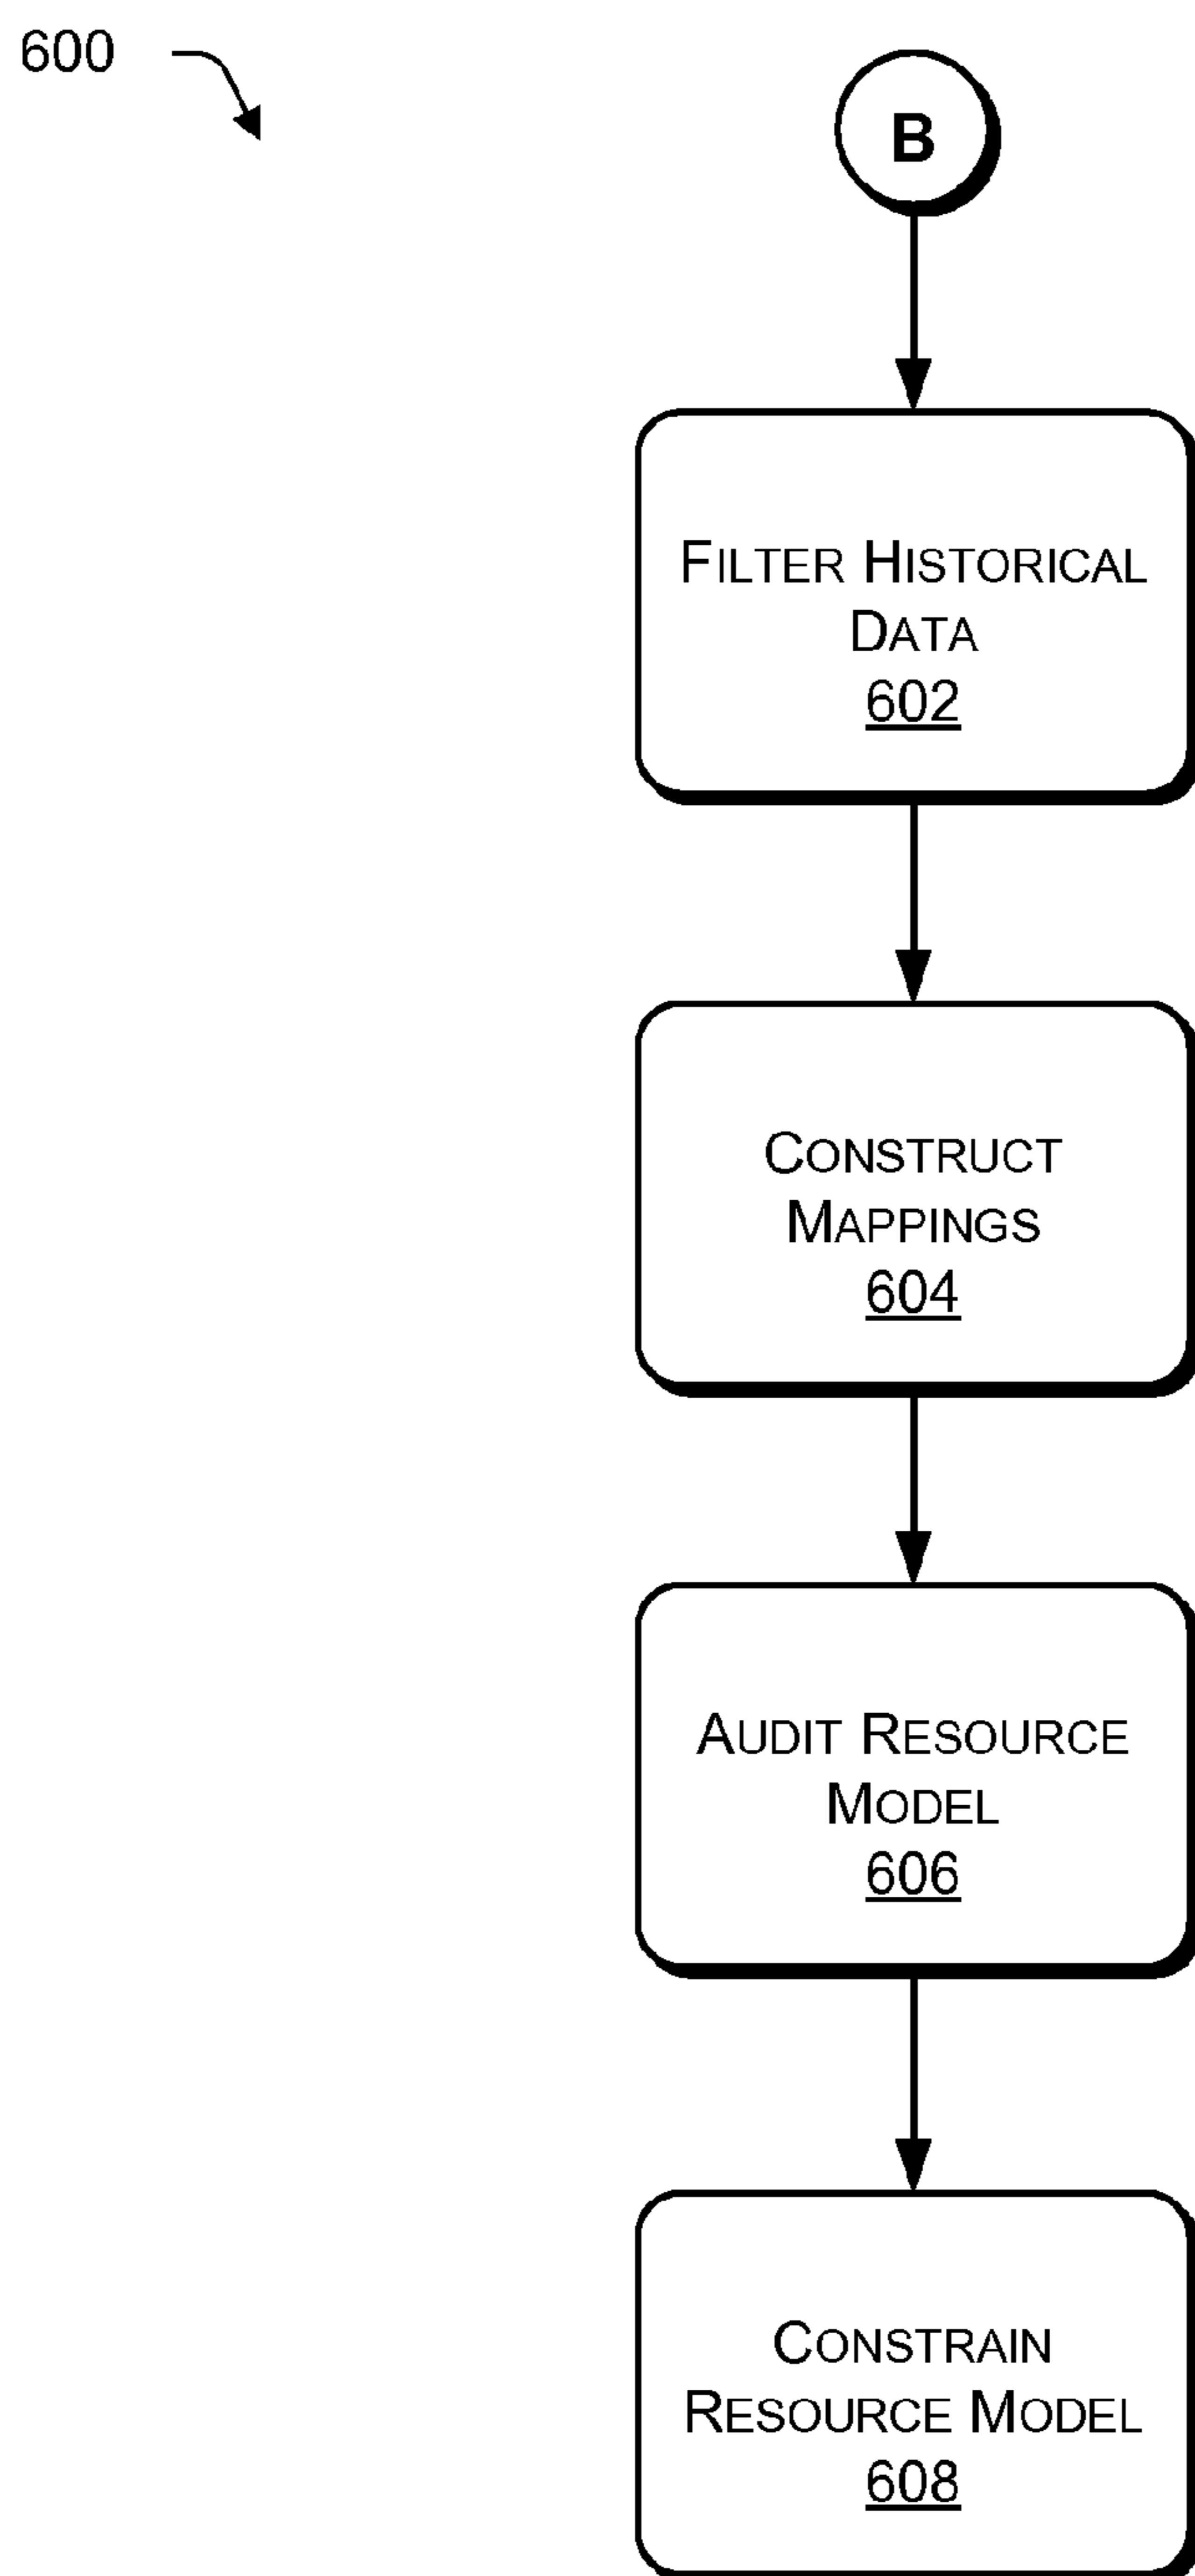 600
B
FILTER HISTORICAL
DATA
602
CONSTRUCT
MAPPINGS
604
AUDIT RESOURCE
MODEL
606
CONSTRAIN
RESOURCE MODEL
608